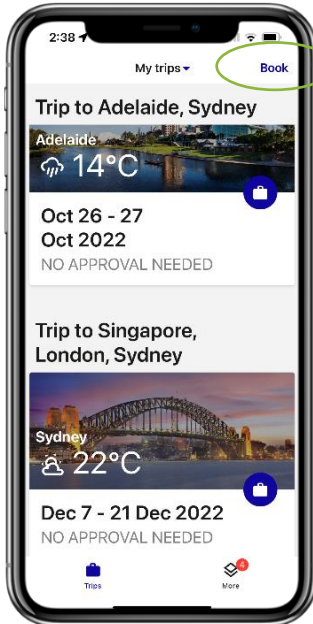 2:38
My trips
Book
Trip to Adelaide, Sydney
Adelaide
14°C
Oct 26 - 27
Oct 2022
NO APPROVAL NEEDED
Trip to Singapore,
London, Sydney
Sydney
22°C
Dec 7 - 21 Dec 2022
NO APPROVAL NEEDED
4
Trips
More